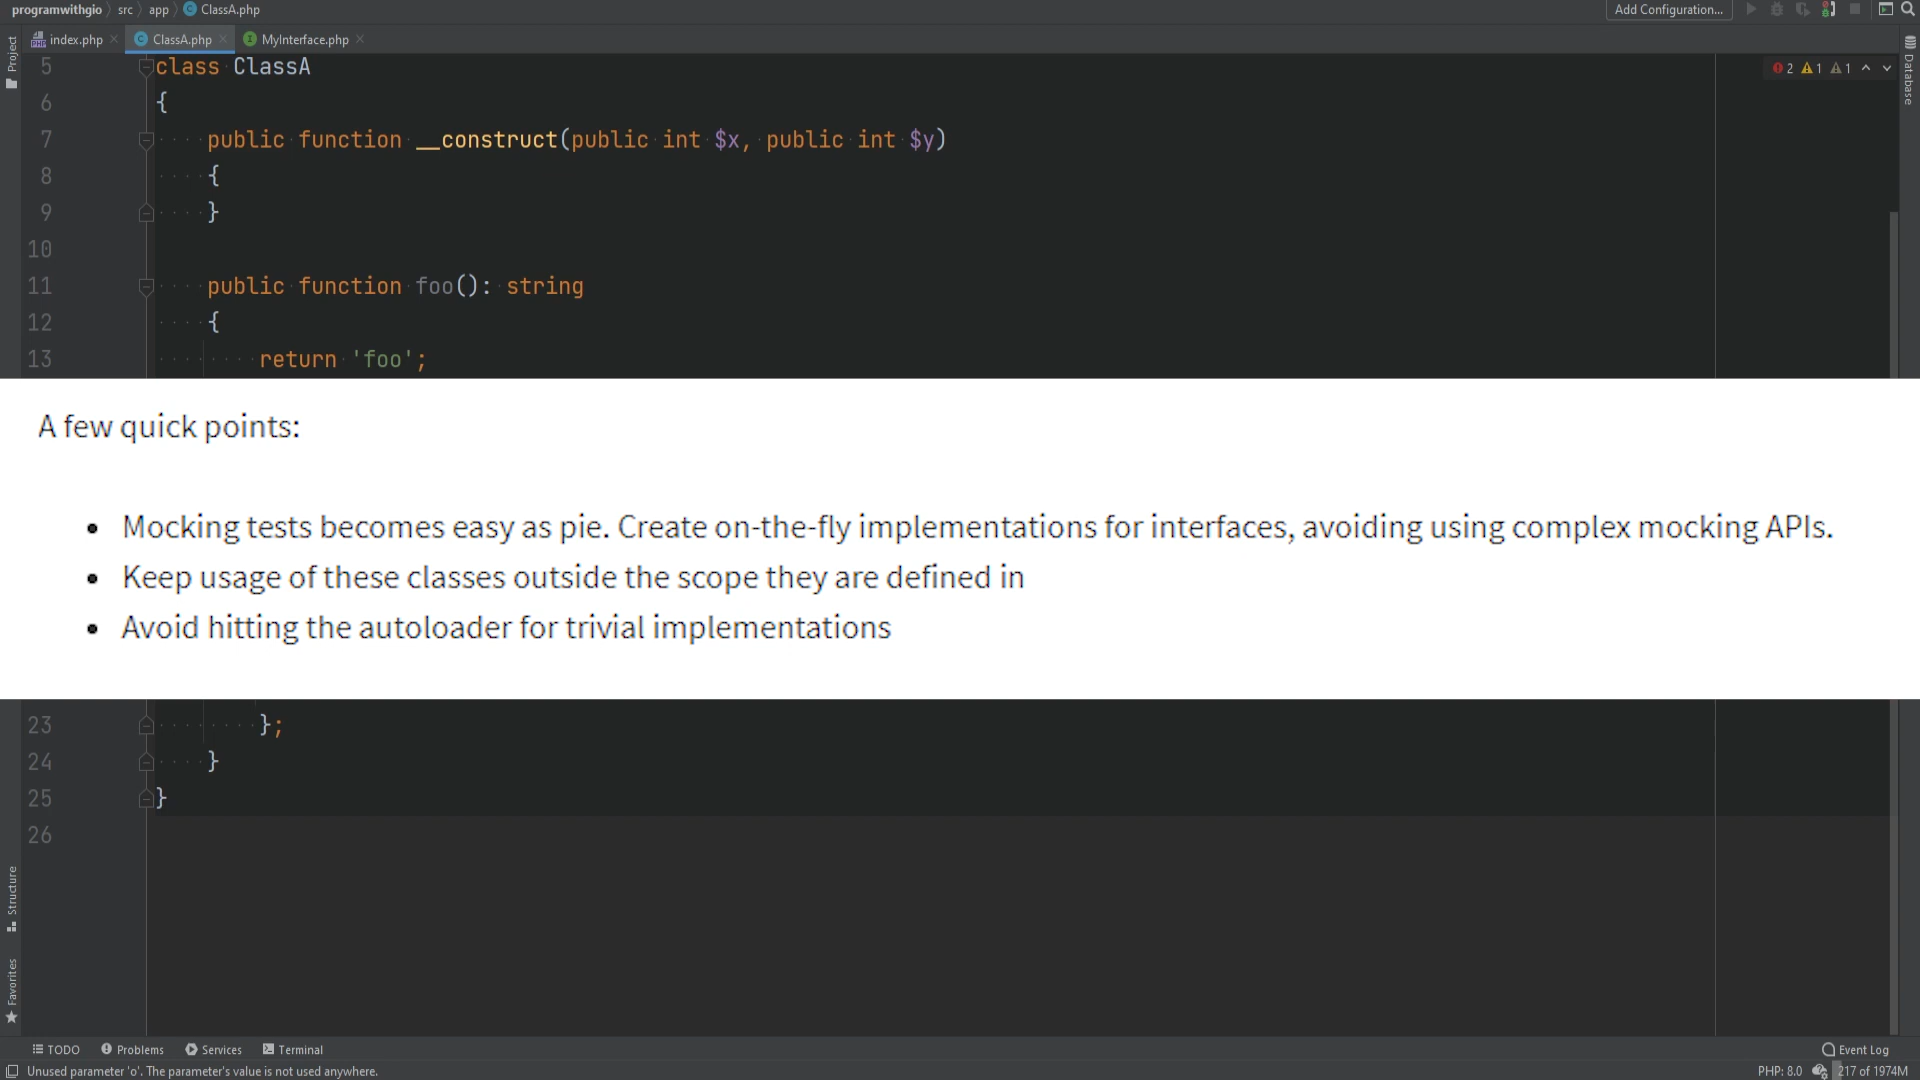 programwithgio src app ClassA.php Add Configuration...
index.php ClassA.php MyInterface.php
Project
Database
2 1 1
5 class ClassA
6 {
7 public function __construct(public int $x, public int $y)
8 {
9 }
10
11 public function foo(): string
12 {
13 return 'foo';
A few quick points:
• Mocking tests becomes easy as pie. Create on-the-fly implementations for interfaces, avoiding using complex mocking APIs.
• Keep usage of these classes outside the scope they are defined in
• Avoid hitting the autoloader for trivial implementations
23 };
24 }
25 }
26
Structure
Favorites
TODO Problems Services Terminal Event Log
Unused parameter 'o'. The parameter's value is not used anywhere. PHP: 8.0 217 of 1974M